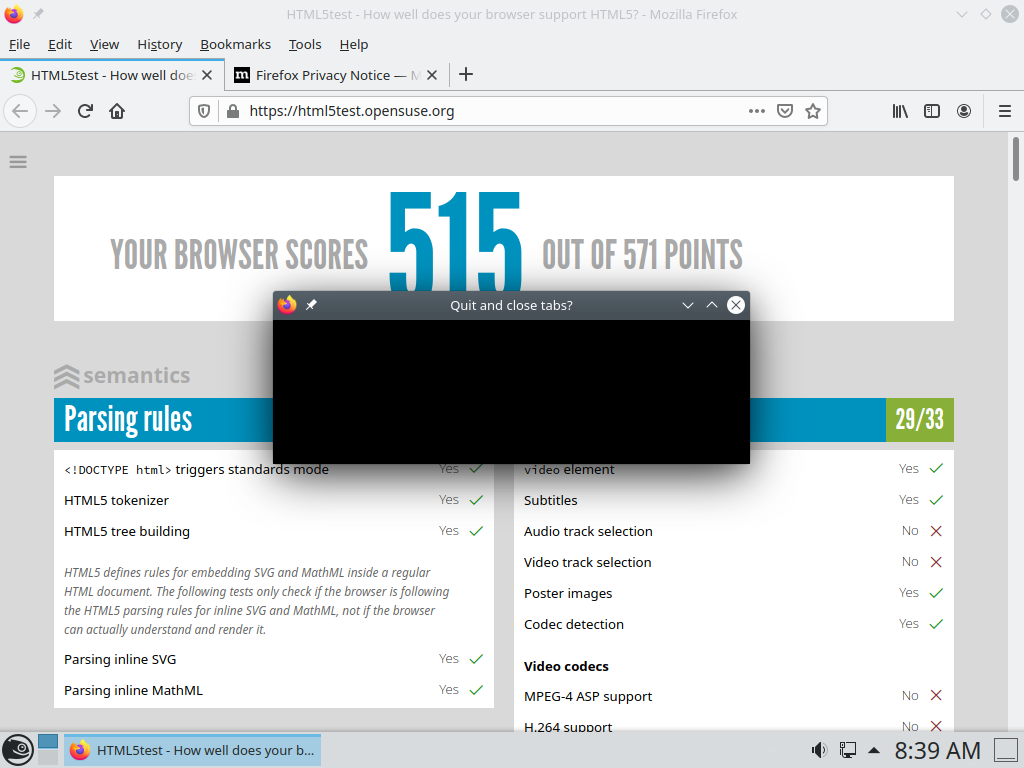 HTML5test - How well does your browser support HTML5? - Mozilla Firefox
File Edit View History Bookmarks Tools Help
HTML5test - How well doe
m Firefox Privacy Notice — M
https://html5test.opensuse.org
YOUR BROWSER SCORES 515 OUT OF 571 POINTS
Quit and close tabs?
semantics
Parsing rules
29/33
<!DOCTYPE html> triggers standards mode Yes
HTML5 tokenizer Yes
HTML5 tree building Yes
HTML5 defines rules for embedding SVG and MathML inside a regular
HTML document. The following tests only check if the browser is following
the HTML5 parsing rules for inline SVG and MathML, not if the browser
can actually understand and render it.
Parsing inline SVG Yes
Parsing inline MathML Yes
video element Yes
Subtitles Yes
Audio track selection No
Video track selection No
Poster images Yes
Codec detection Yes
Video codecs
MPEG-4 ASP support No
H.264 support No
HTML5test - How well does your b...
8:39 AM